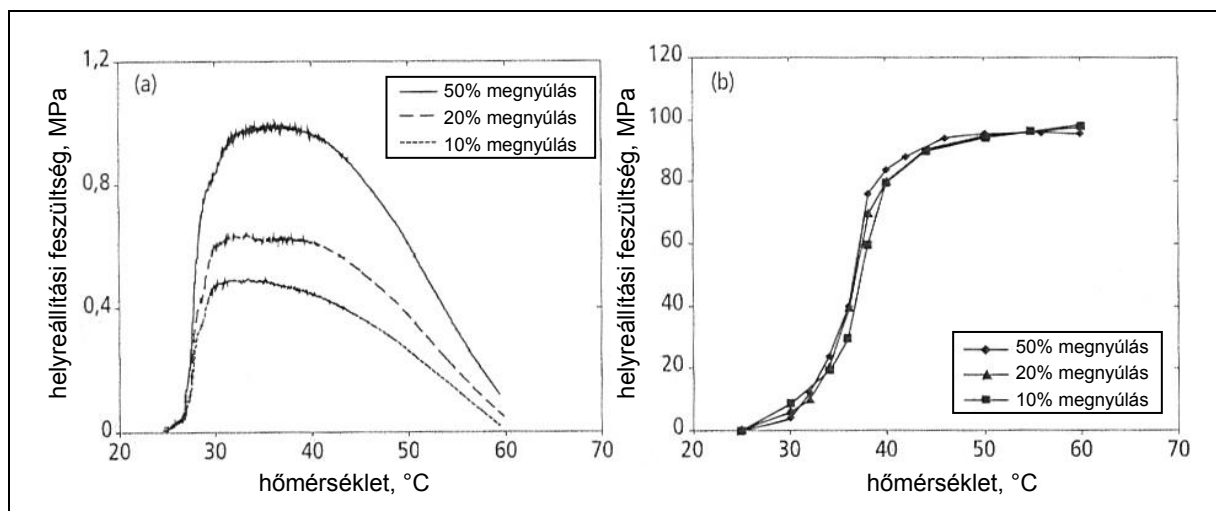 (a)
helyreállítási feszültség, MPa
1,2
0,8
0,4
0
20 30 40 50 60 70
hőmérséklet, °C
50% megnyúlás
20% megnyúlás
10% megnyúlás
(b)
helyreállítási feszültség, MPa
120
100
80
60
40
20
0
20 30 40 50 60 70
hőmérséklet, °C
50% megnyúlás
20% megnyúlás
10% megnyúlás